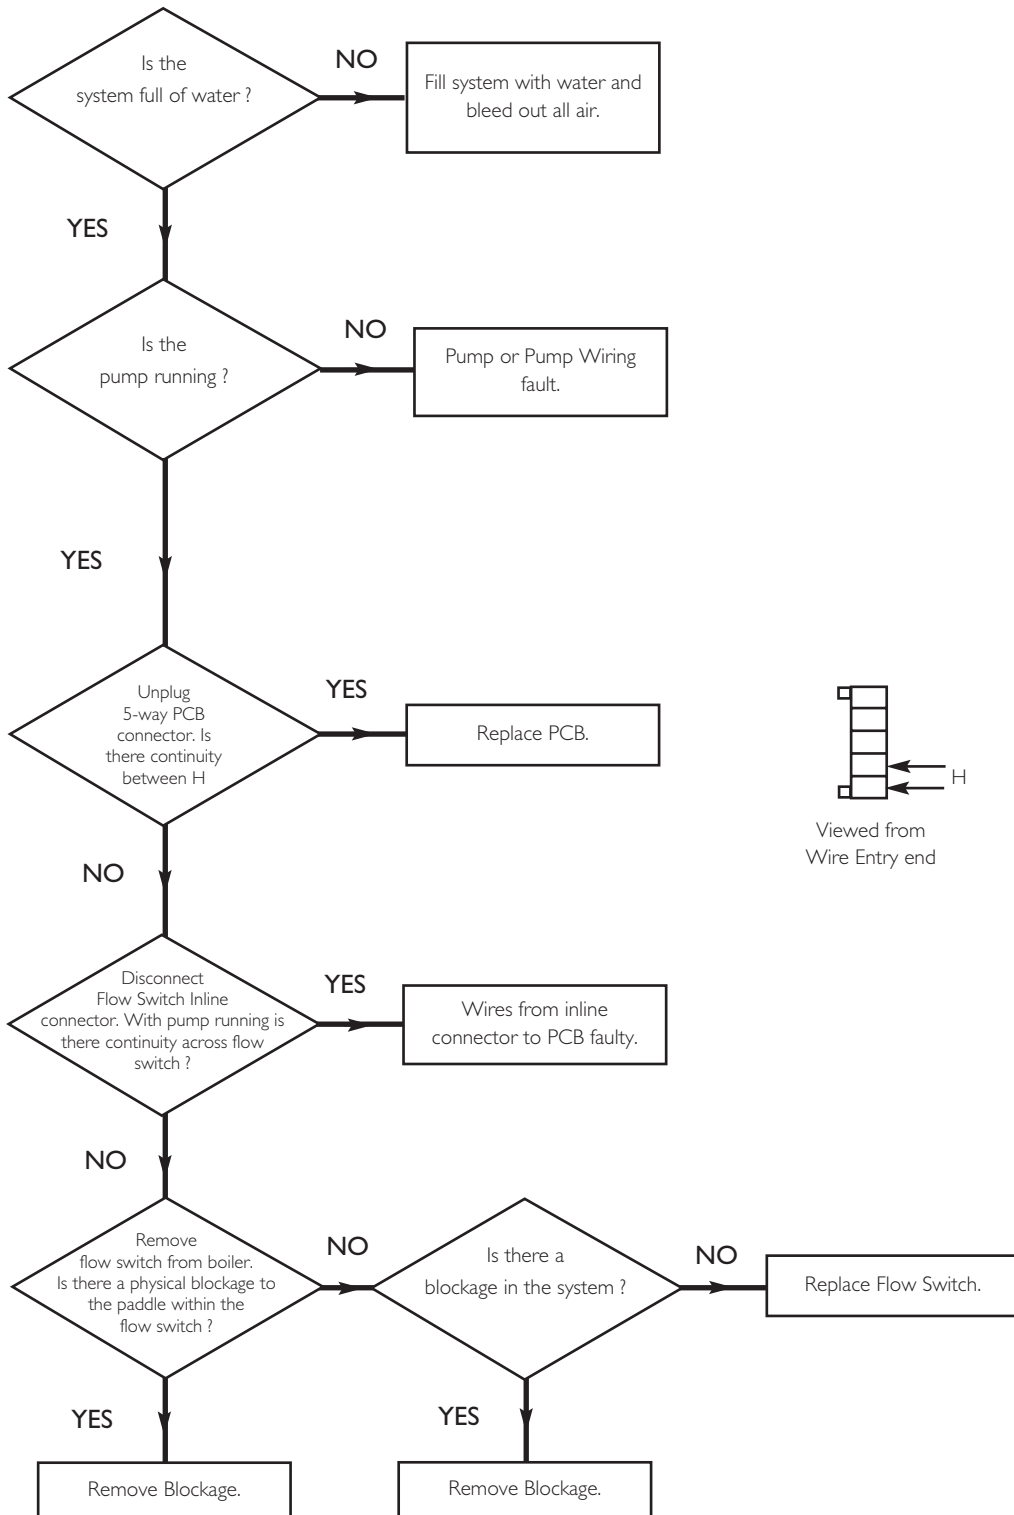 Is the
system full of water ?
NO
Fill system with water and
bleed out all air.
YES
Is the
pump running ?
NO
Pump or Pump Wiring
fault.
YES
Unplug
5-way PCB
connector. Is
there continuity
between H
YES
Replace PCB.
H
Viewed from
Wire Entry end
NO
Disconnect
Flow Switch Inline
connector. With pump running is
there continuity across flow
switch ?
YES
Wires from inline
connector to PCB faulty.
NO
Remove
flow switch from boiler.
Is there a physical blockage to
the paddle within the
flow switch ?
NO
Is there a
blockage in the system ?
NO
Replace Flow Switch.
YES
Remove Blockage.
YES
Remove Blockage.